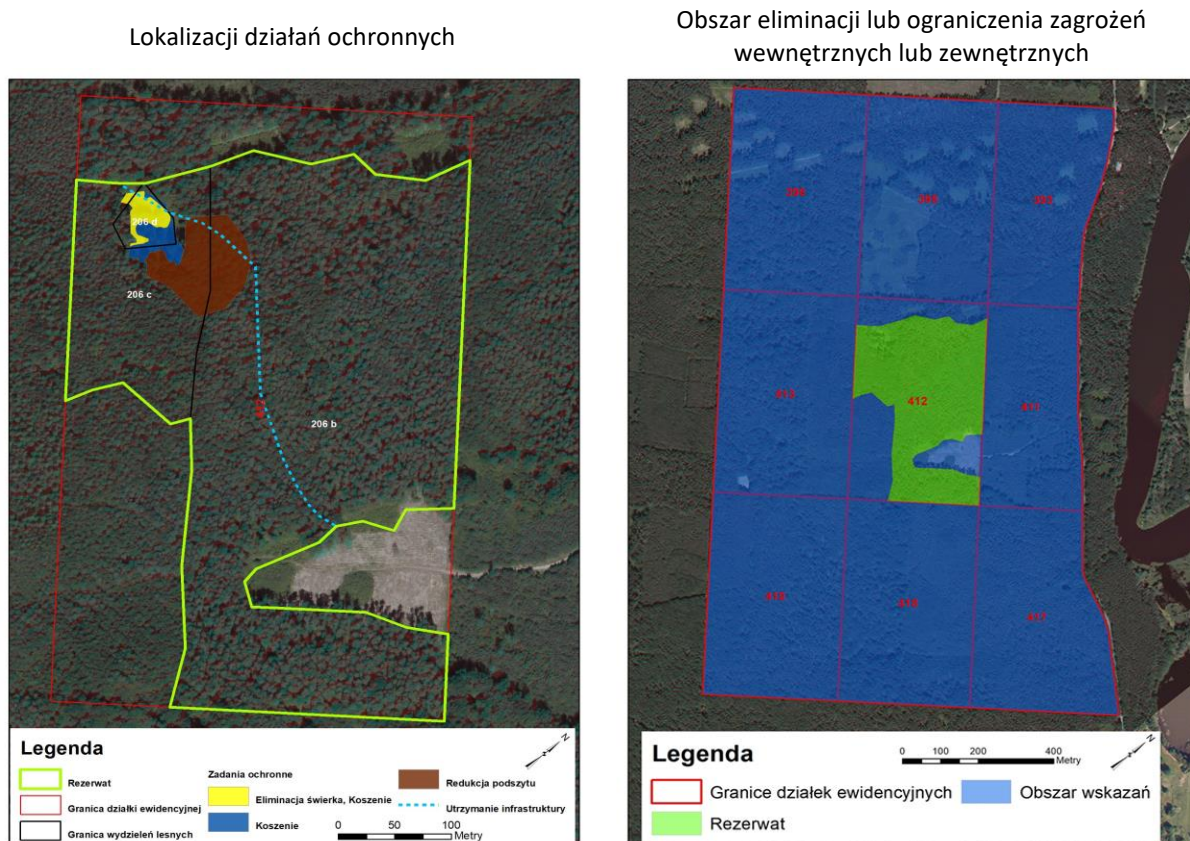 Lokalizacji działań ochronnych
206 d
206 c
206 b
Legenda
Rezerwat
Granica działki ewidencyjnej
Granica wydzieleń lesnych
Zadania ochronne
Eliminacja świerka, Koszenie
Koszenie
Redukcja podszytu
Utrzymanie infrastruktury
0 50 100
Metry
N
Obszar eliminacji lub ograniczenia zagrożeń
wewnętrznych lub zewnętrznych
412
411
417
Legenda
0 100 200 400
Metry
N
Granice działek ewidencyjnych
Obszar wskazań
Rezerwat